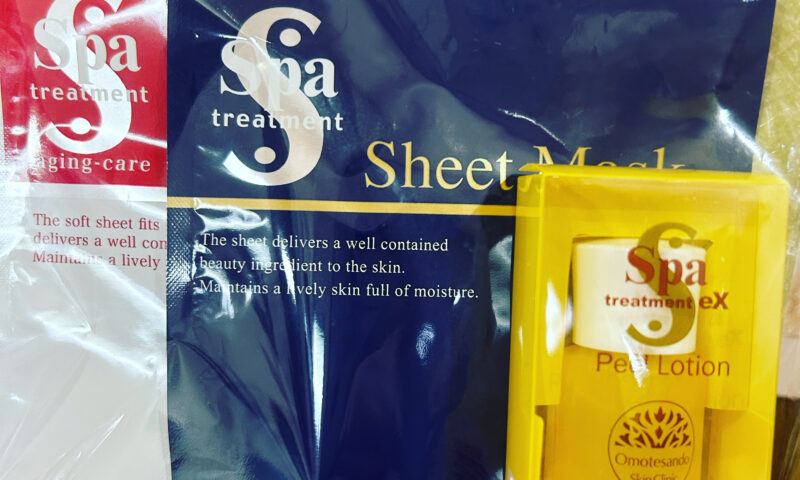 Spa
treatment
aging-care
The soft sheet fits
delivers a well con
Maintains a lively
Spa
treatment
Sheet Mask
The sheet delivers a well contained
beauty ingredient to the skin.
Maintains a lively skin full of moisture.
Spa
treatment eX
Peel Lotion
Omotesando
Skin Clinic